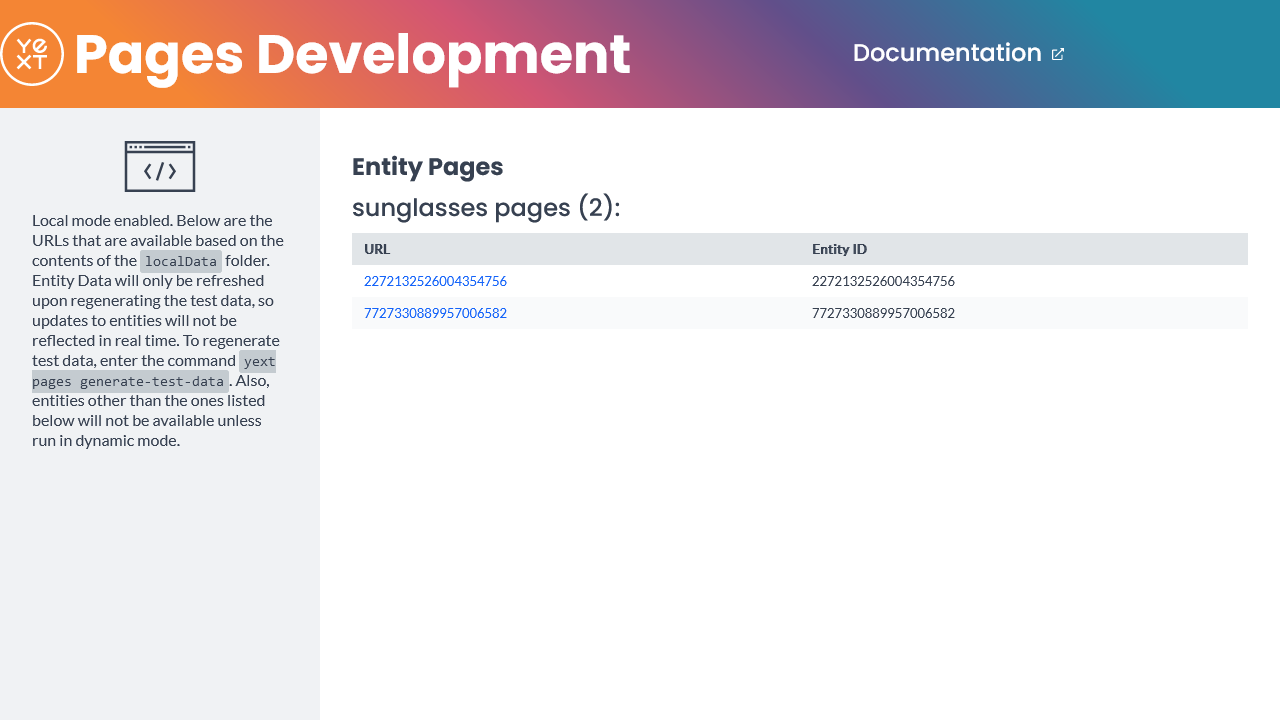 YEXT Pages Development
Documentation
</>
Local mode enabled. Below are the
URLs that are available based on the
contents of the localData folder.
Entity Data will only be refreshed
upon regenerating the test data, so
updates to entities will not be
reflected in real time. To regenerate
test data, enter the command yext
pages generate-test-data. Also,
entities other than the ones listed
below will not be available unless
run in dynamic mode.
Entity Pages
sunglasses pages (2):
URL Entity ID
2272132526004354756 2272132526004354756
7727330889957006582 7727330889957006582